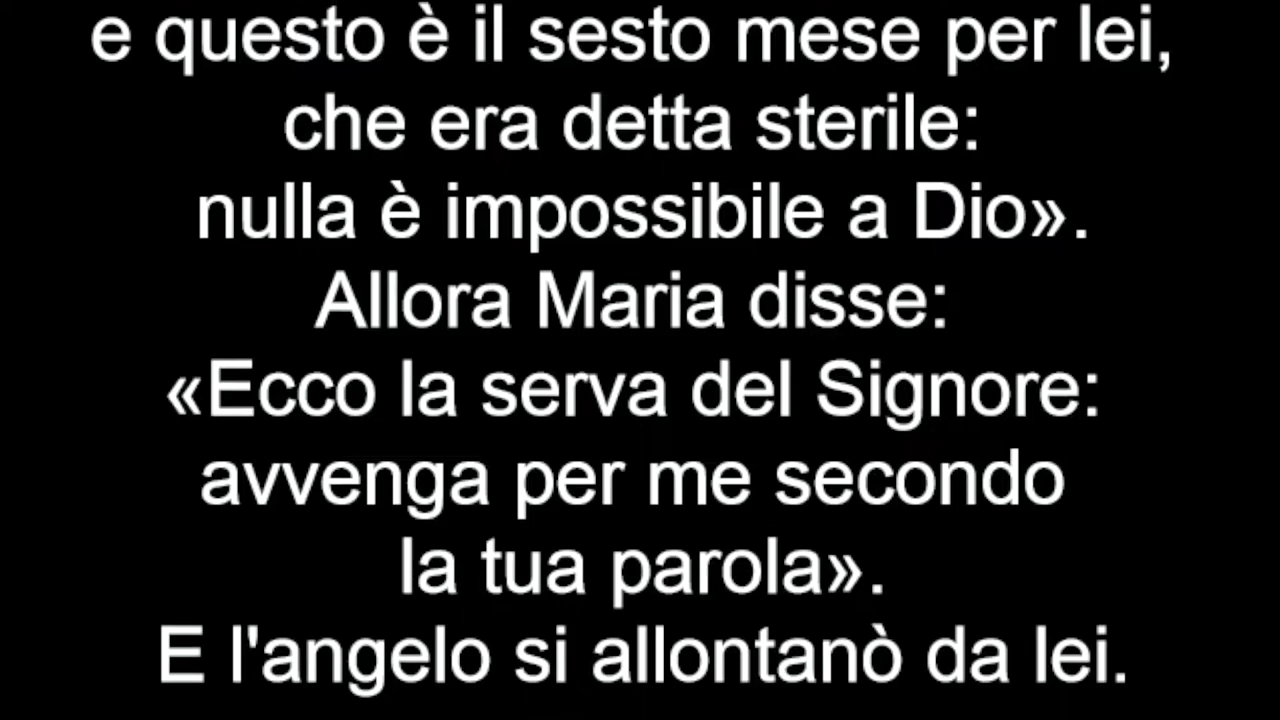 e questo è il sesto mese per lei,
che era detta sterile:
nulla è impossibile a Dio».
Allora Maria disse:
«Ecco la serva del Signore:
avvenga per me secondo
la tua parola».
E l'angelo si allontanò da lei.